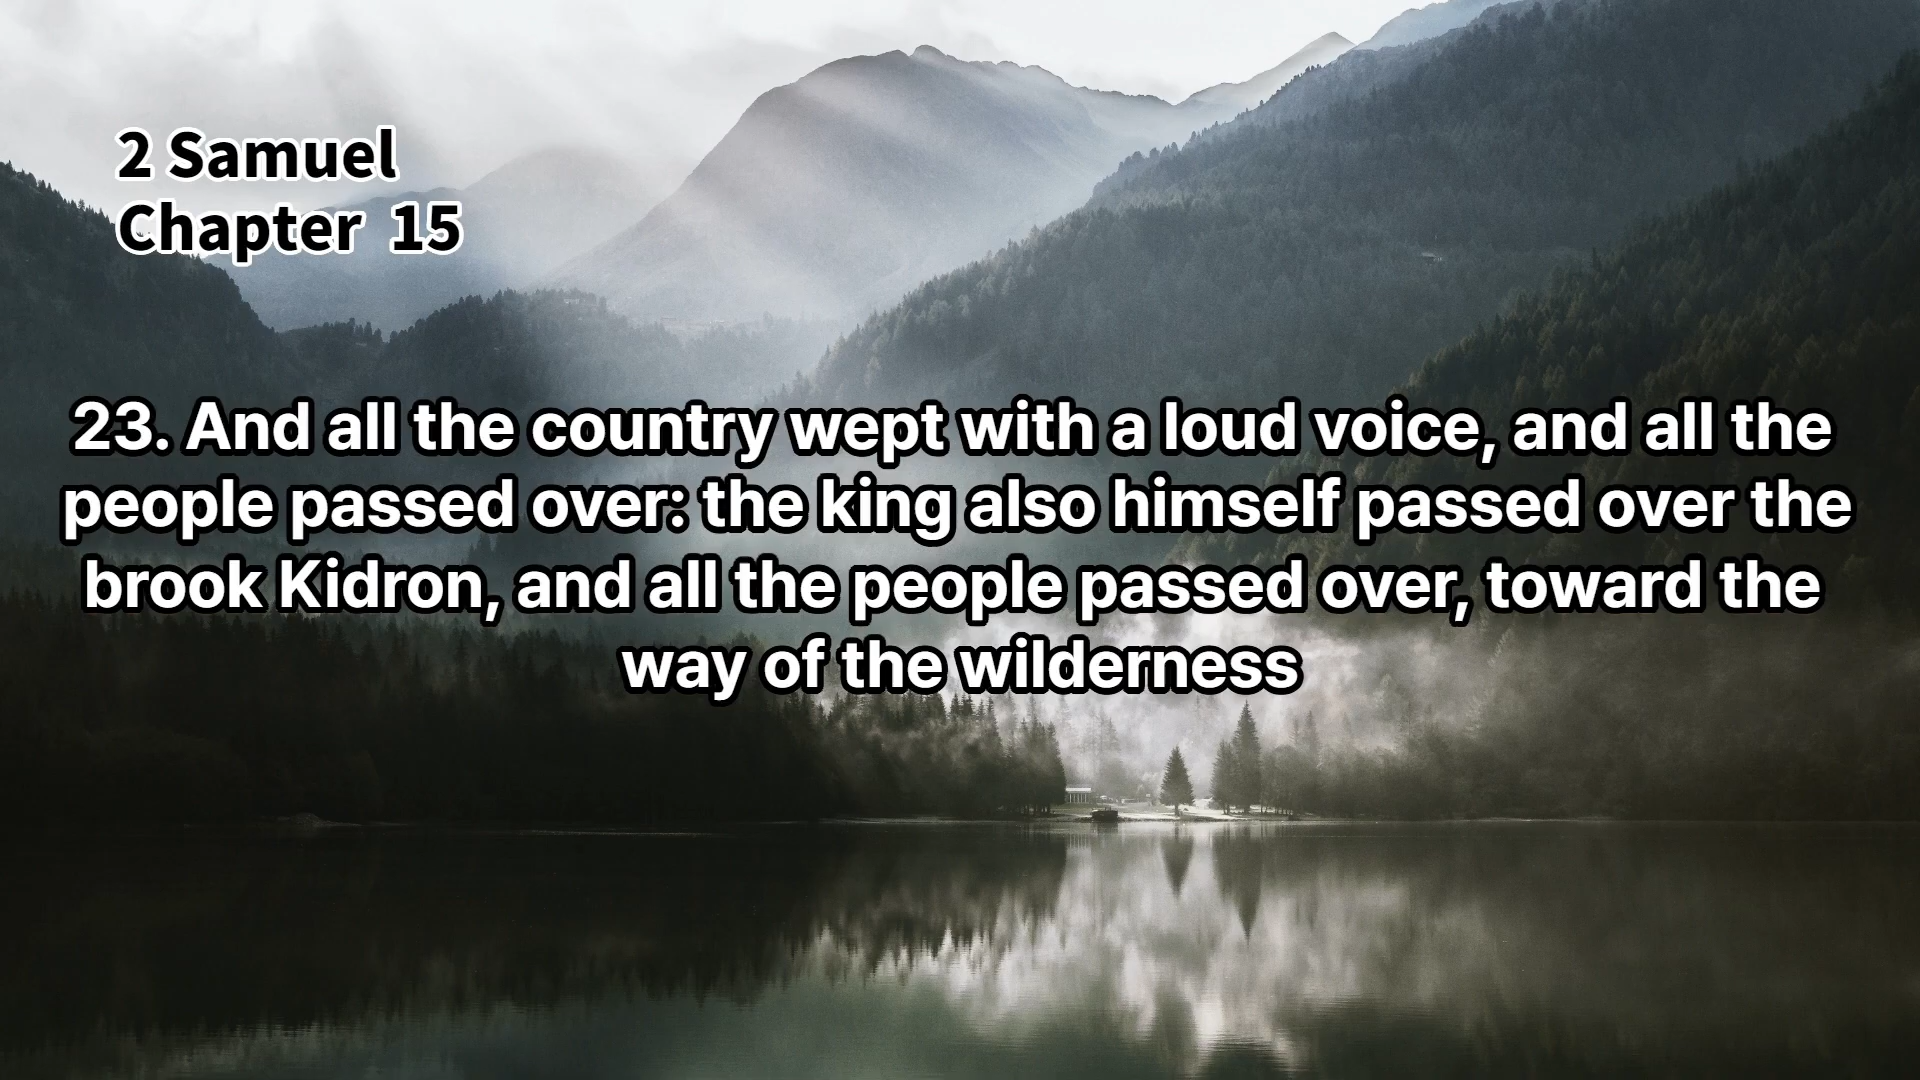 2 Samuel
Chapter 15
23. And all the country wept with a loud voice, and all the
people passed over: the king also himself passed over the
brook Kidron, and all the people passed over, toward the
way of the wilderness